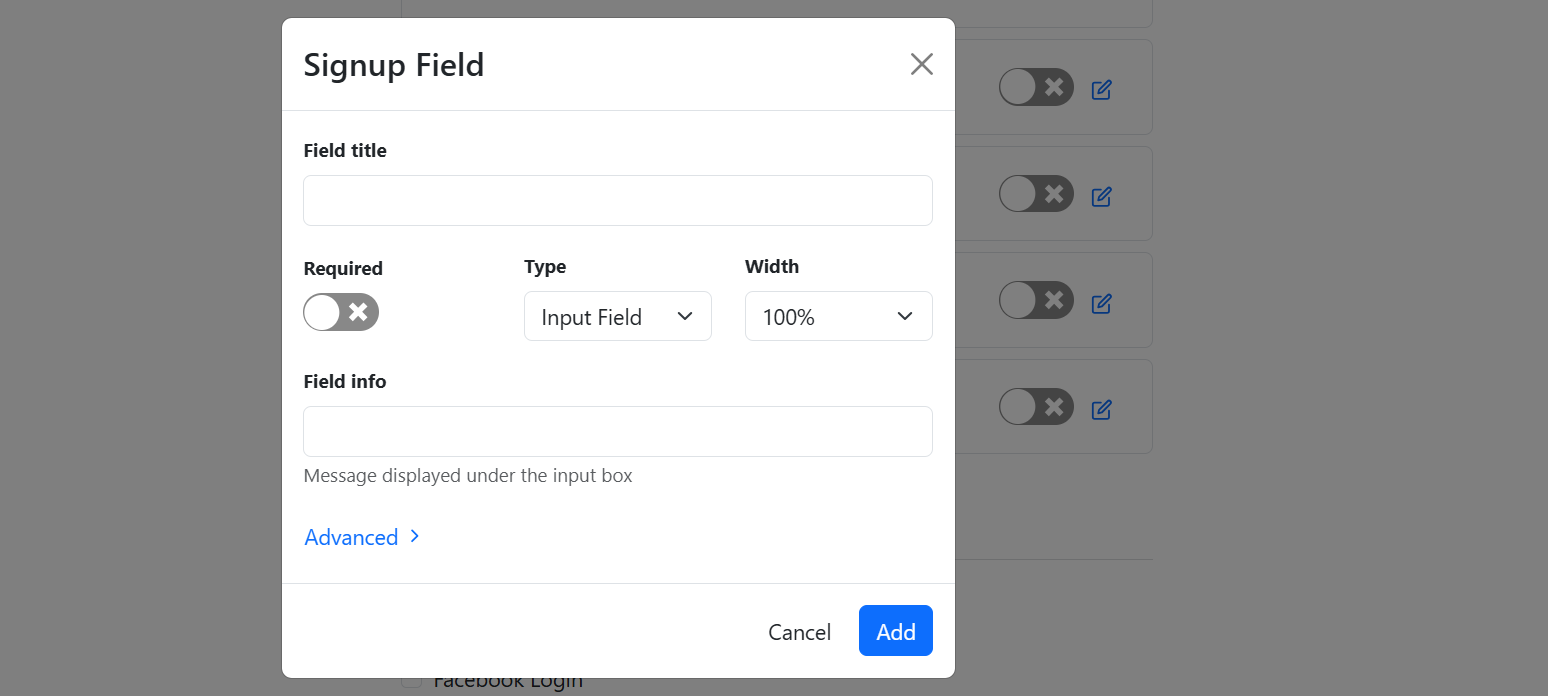 Signup Field
Field title
Required Type Width
Input Field 100%
Field info
Message displayed under the input box
Advanced
Cancel Add
Facebook Login